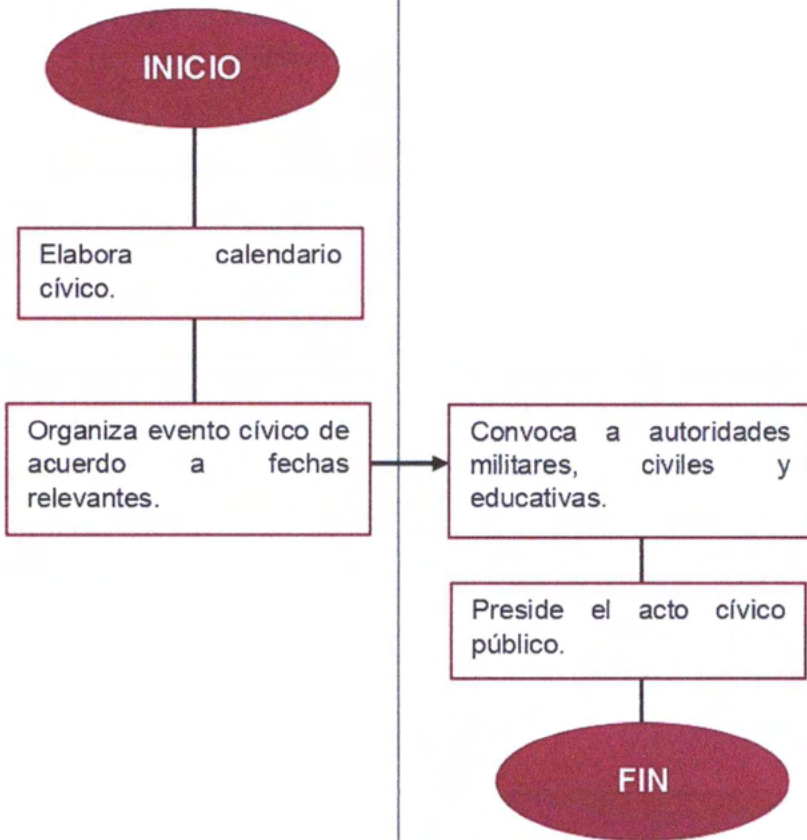 INICIO
Elabora calendario
cívico.
Organiza evento cívico de
acuerdo a fechas
relevantes.
Convoca a autoridades
militares, civiles y
educativas.
Preside el acto cívico
público.
FIN